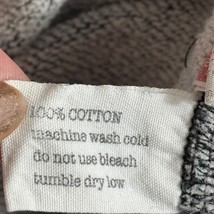 100% COTTON
machine wash cold
do not use bleach
tumble dry low